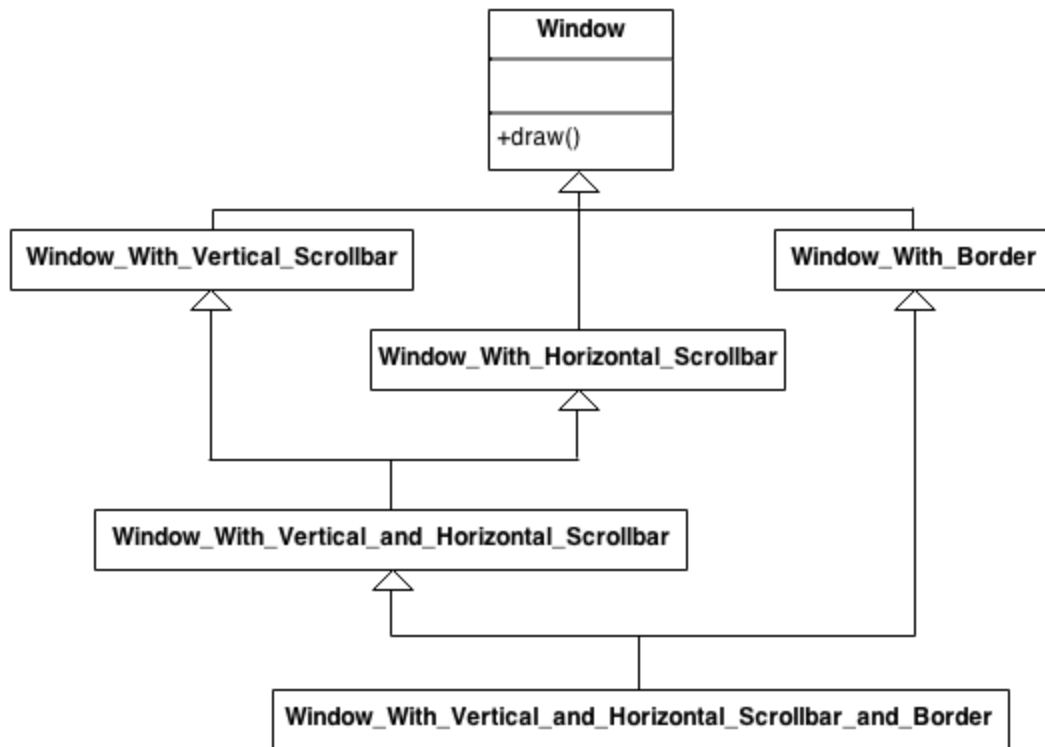 Window
+draw()
Window_With_Vertical_Scrollbar
Window_With_Border
Window_With_Horizontal_Scrollbar
Window_With_Vertical_and_Horizontal_Scrollbar
Window_With_Vertical_and_Horizontal_Scrollbar_and_Border